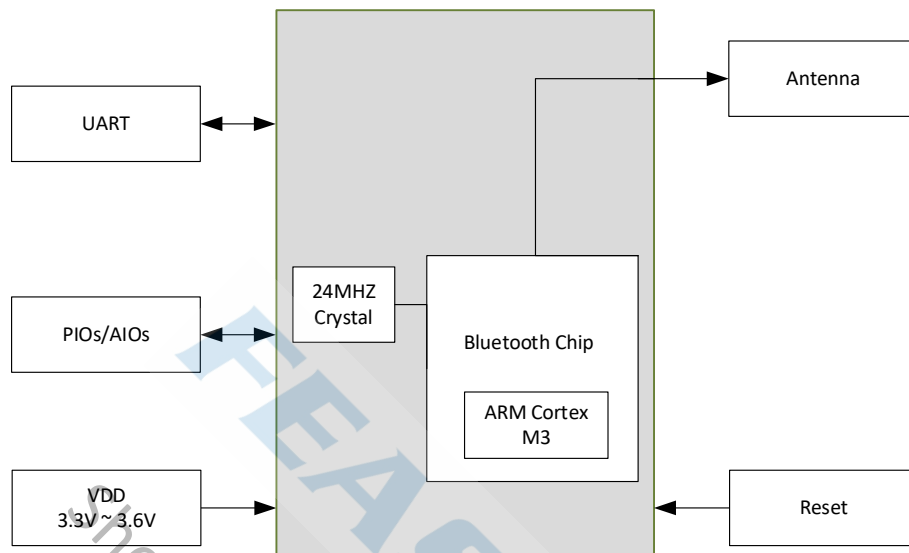 Antenna
UART
24MHZ
Crystal
PIOs/AIOs
Bluetooth Chip
ARM Cortex
M3
VDD
3.3V ~ 3.6V
Reset